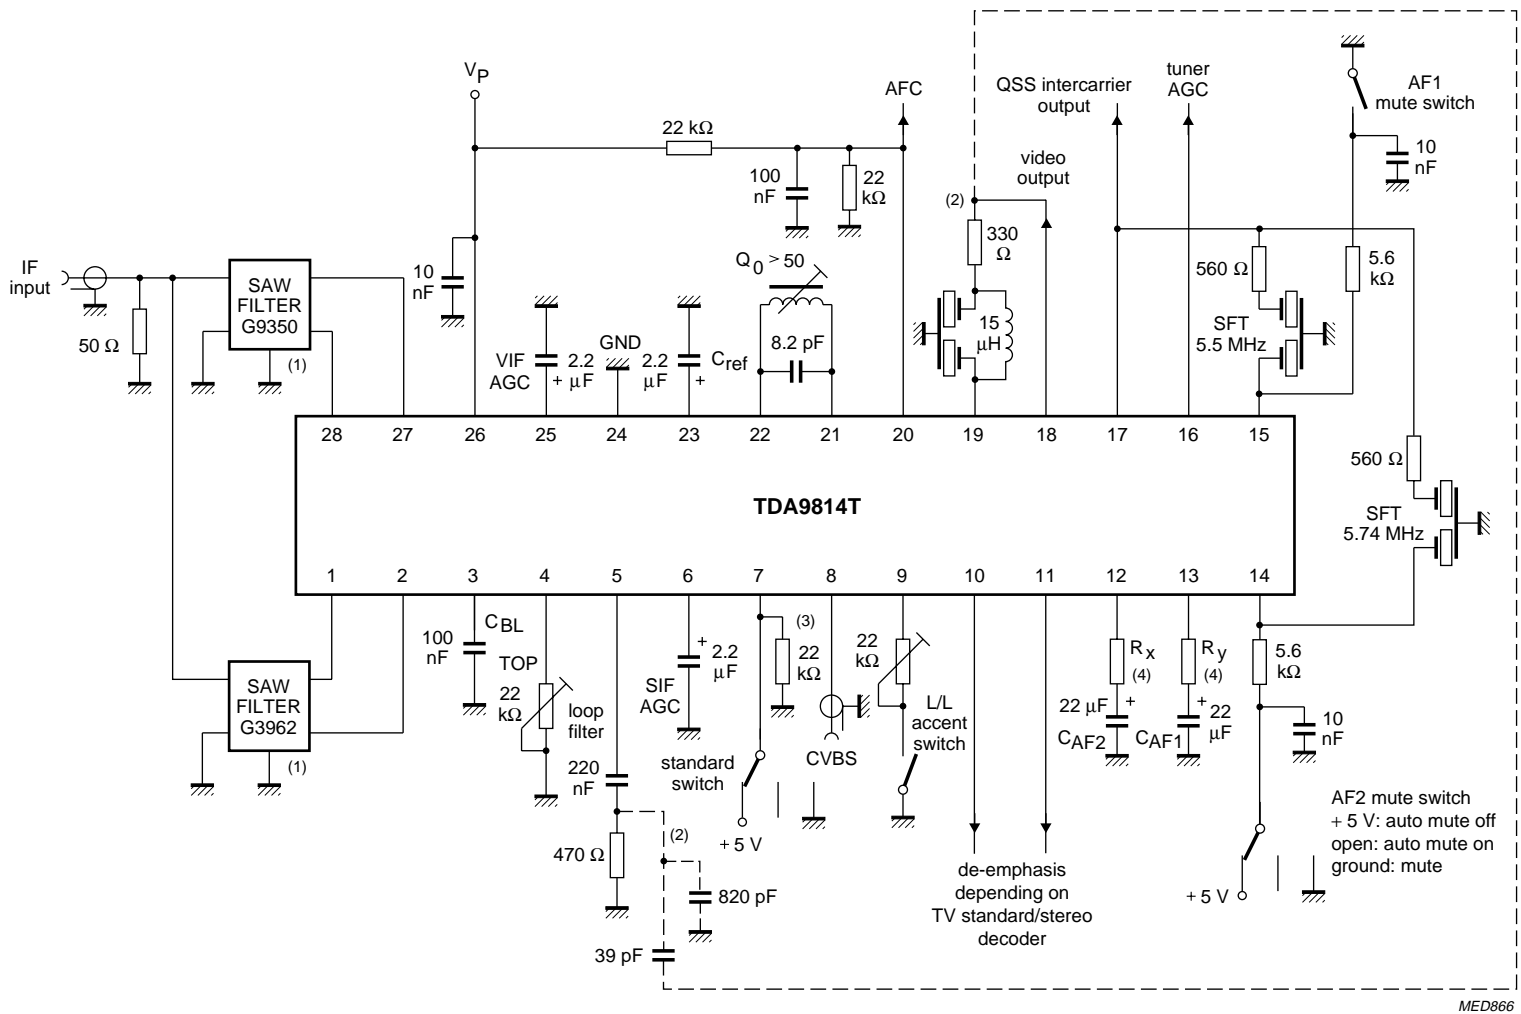 V_P
22 kΩ
AFC
QSS intercarrier
output
tuner
AGC
AF1
mute switch
10
nF
video
output
100
nF
22
kΩ
(2)
330
Ω
560 Ω
5.6
kΩ
IF
input
SAW
FILTER
G9350
50 Ω
(1)
10
nF
Q_0 > 50
VIF
AGC
+
2.2
µF
GND
2.2
µF
+
C_ref
8.2 pF
15
µH
SFT
5.5 MHz
28 27 26 25 24 23 22 21 20 19 18 17 16 15
560 Ω
TDA9814T
SFT
5.74 MHz
1 2 3 4 5 6 7 8 9 10 11 12 13 14
SAW
FILTER
G3962
(1)
C_BL
100
nF
TOP
22
kΩ
loop
filter
+
2.2
µF
SIF
AGC
(3)
22
kΩ
22
kΩ
R_x
(4)
R_y
(4)
5.6
kΩ
22 µF
+
C_AF2
+
22
µF
C_AF1
10
nF
L/L
accent
switch
standard
switch
CVBS
220
nF
+ 5 V
(2)
470 Ω
820 pF
39 pF
de-emphasis
depending on
TV standard/stereo
decoder
AF2 mute switch
+ 5 V: auto mute off
open: auto mute on
ground: mute
+ 5 V
MED866